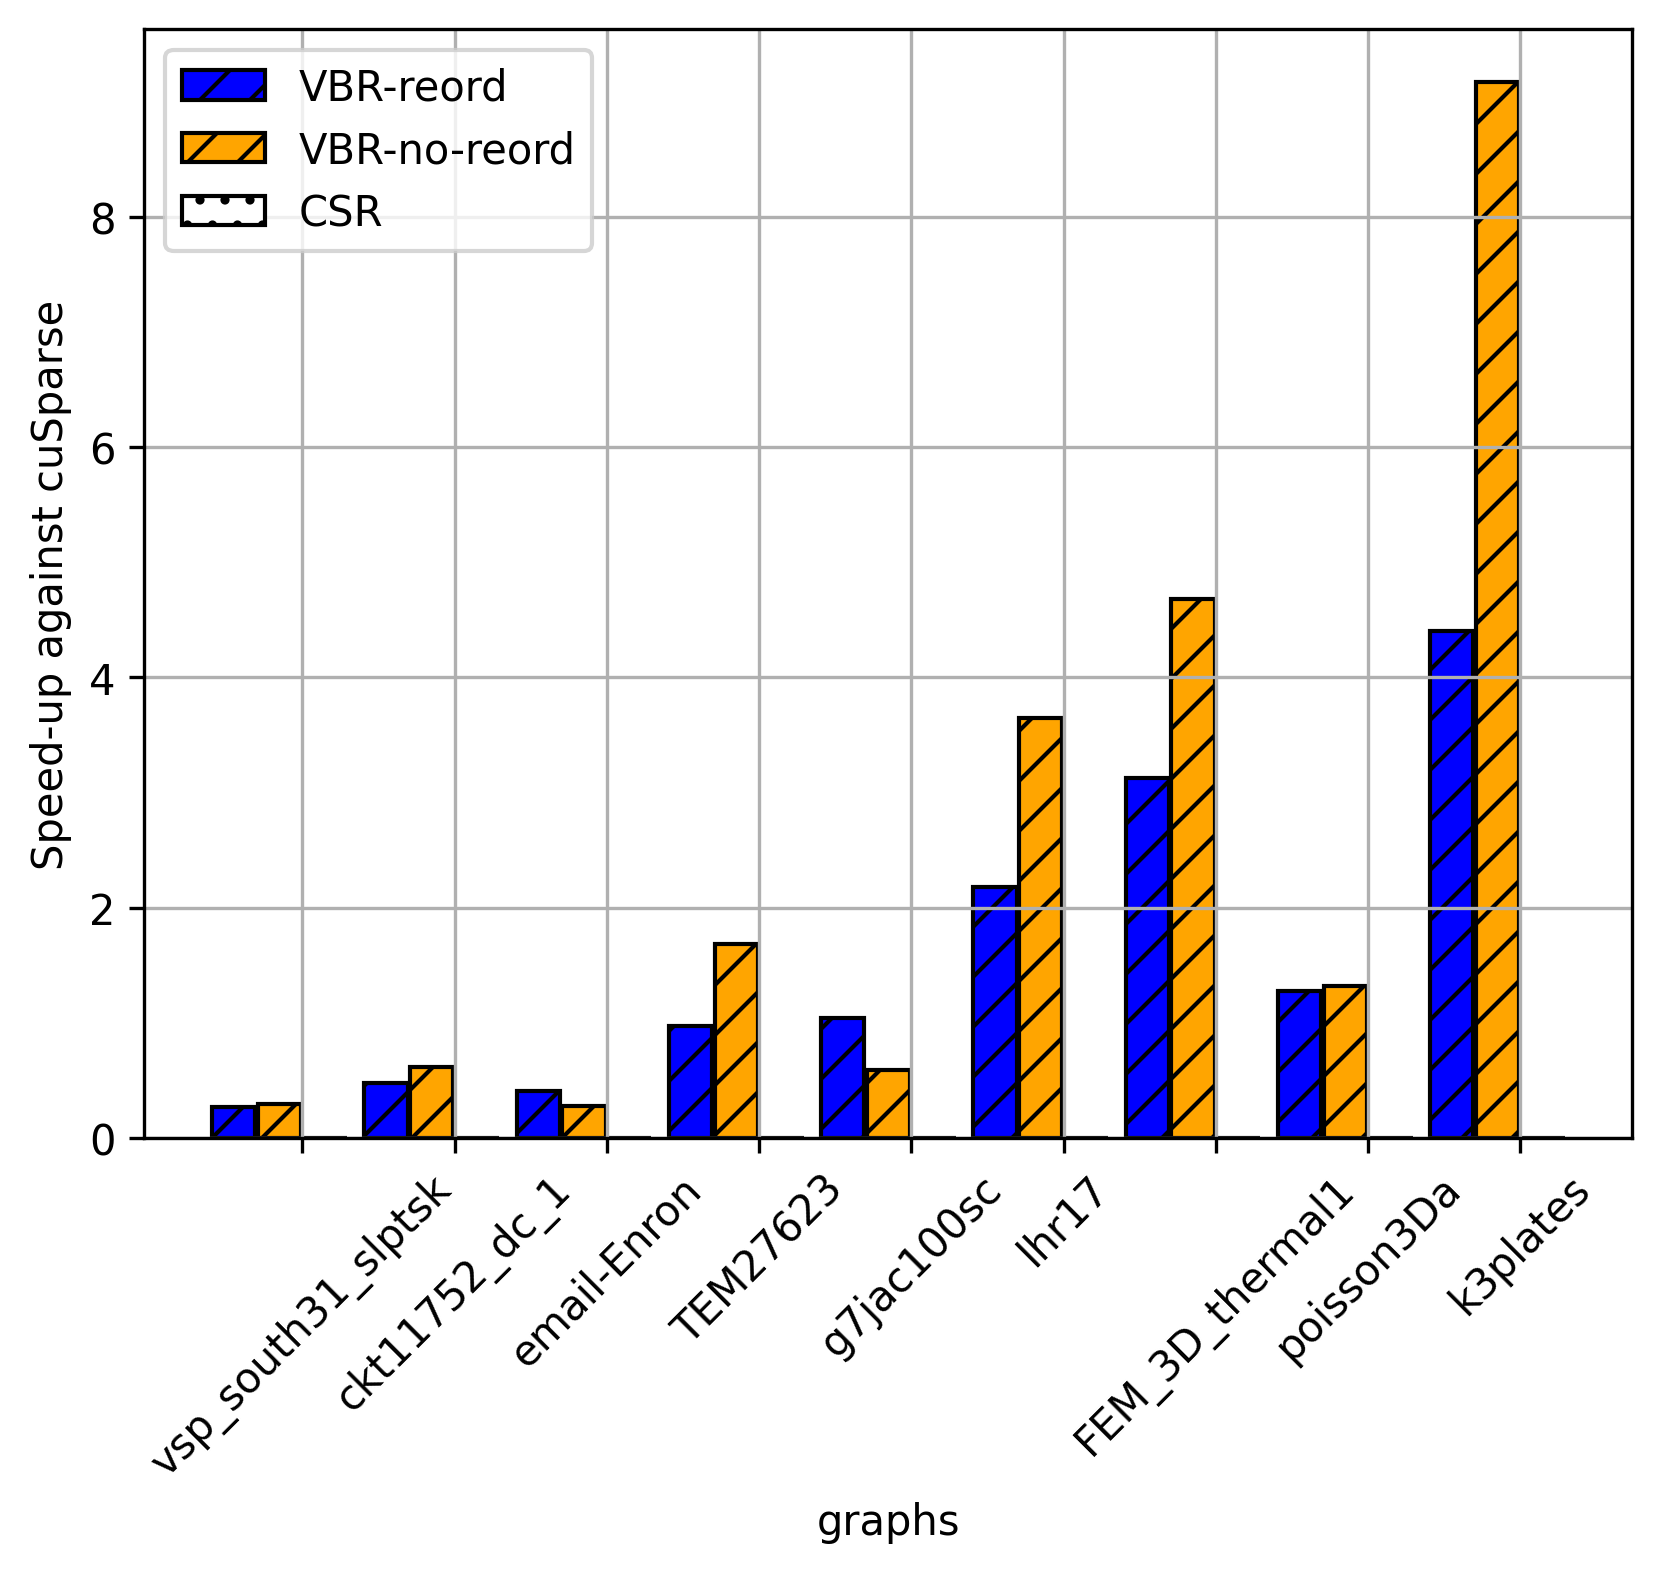 VBR-reord
VBR-no-reord
CSR
Speed-up against cuSparse
8
6
4
2
0
vsp_south31_slptsk
ckt11752_dc_1
email-Enron
TEM27623
g7jac100sc
lhr17
FEM_3D_thermal1
poisson3Da
k3plates
graphs